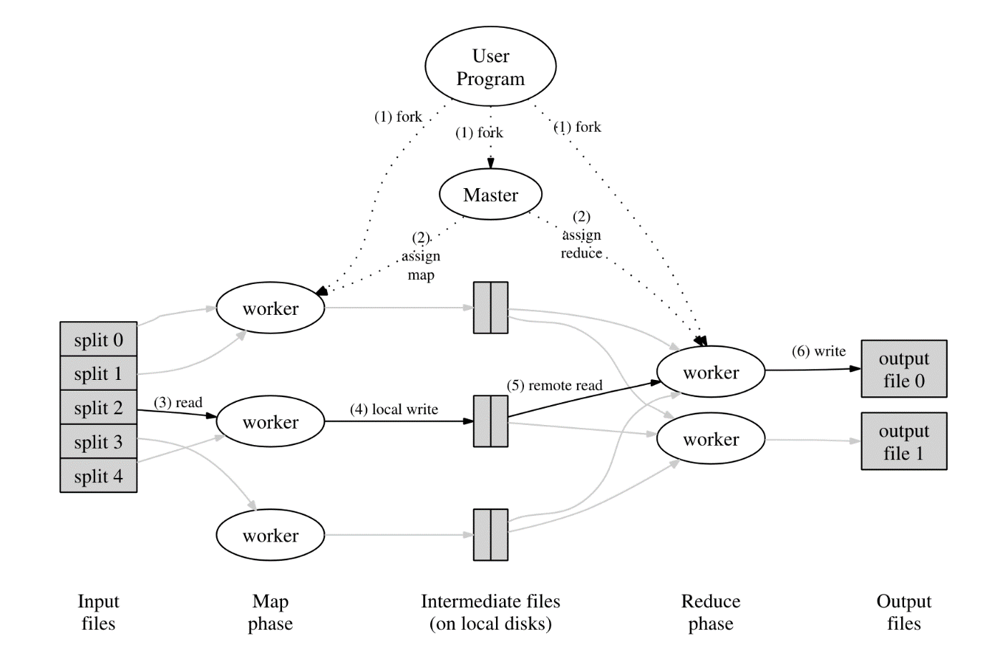 User
Program
(1) fork
(1) fork
(1) fork
Master
(2)
assign
map
(2)
assign
reduce
split 0
split 1
split 2
split 3
split 4
(3) read
worker
worker
worker
(4) local write
(5) remote read
worker
worker
(6) write
output
file 0
output
file 1
Input
files
Map
phase
Intermediate files
(on local disks)
Reduce
phase
Output
files